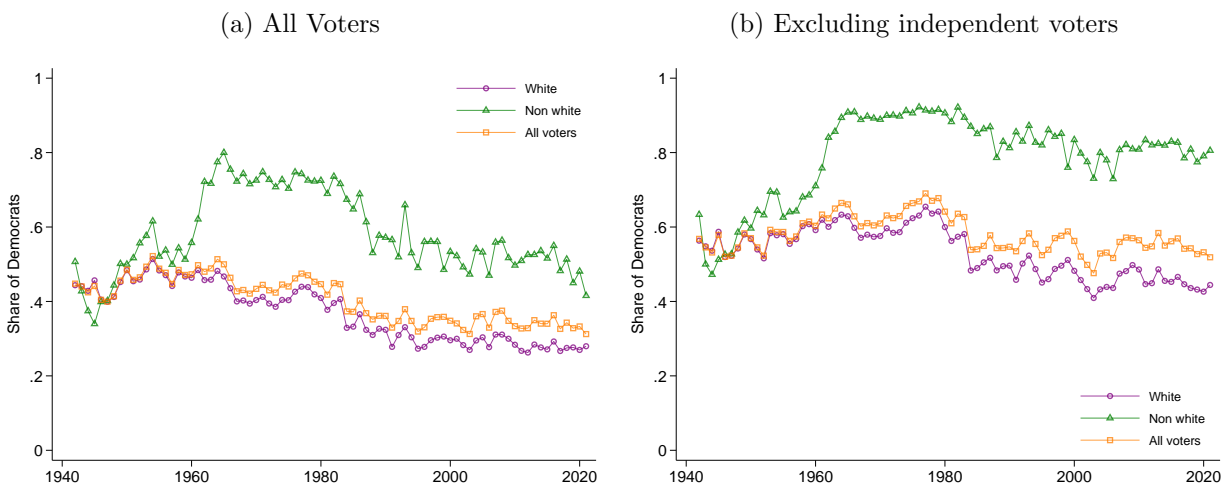 (a) All Voters
Share of Democrats
1
.8
.6
.4
.2
0
1940
1960
1980
2000
2020
White
Non white
All voters
(b) Excluding independent voters
Share of Democrats
1
.8
.6
.4
.2
0
1940
1960
1980
2000
2020
White
Non white
All voters